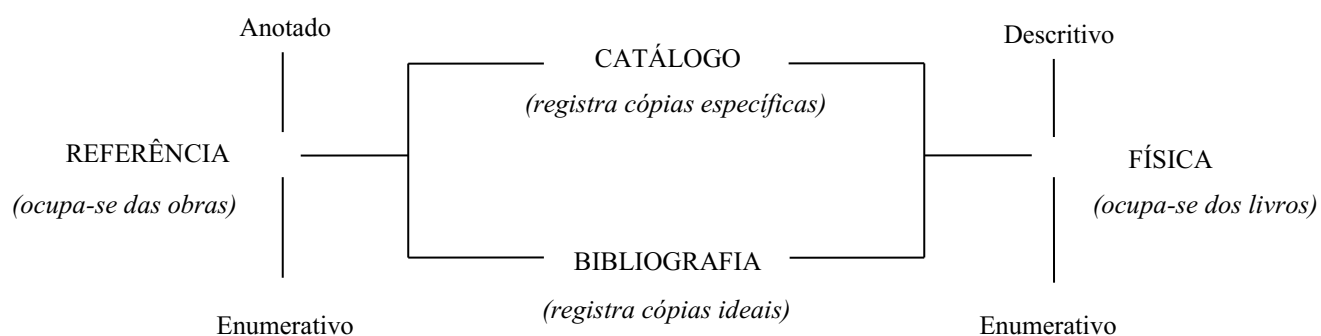 Anotado
Descritivo
CATÁLOGO
(registra cópias específicas)
REFERÊNCIA
FÍSICA
(ocupa-se das obras)
(ocupa-se dos livros)
BIBLIOGRAFIA
(registra cópias ideais)
Enumerativo
Enumerativo